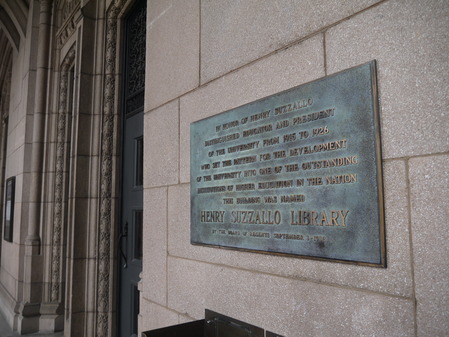 IN HONOR OF HENRY SUZZALLO
DISTINGUISHED EDUCATOR AND PRESIDENT
OF THE UNIVERSITY FROM 1915 TO 1926
WHO SET THE PATTERN FOR THE DEVELOPMENT
OF THE UNIVERSITY INTO ONE OF THE OUTSTANDING
INSTITUTIONS OF HIGHER EDUCATION IN THE NATION
THIS BUILDING WAS NAMED
HENRY SUZZALLO LIBRARY
BY THE BOARD OF REGENTS SEPTEMBER